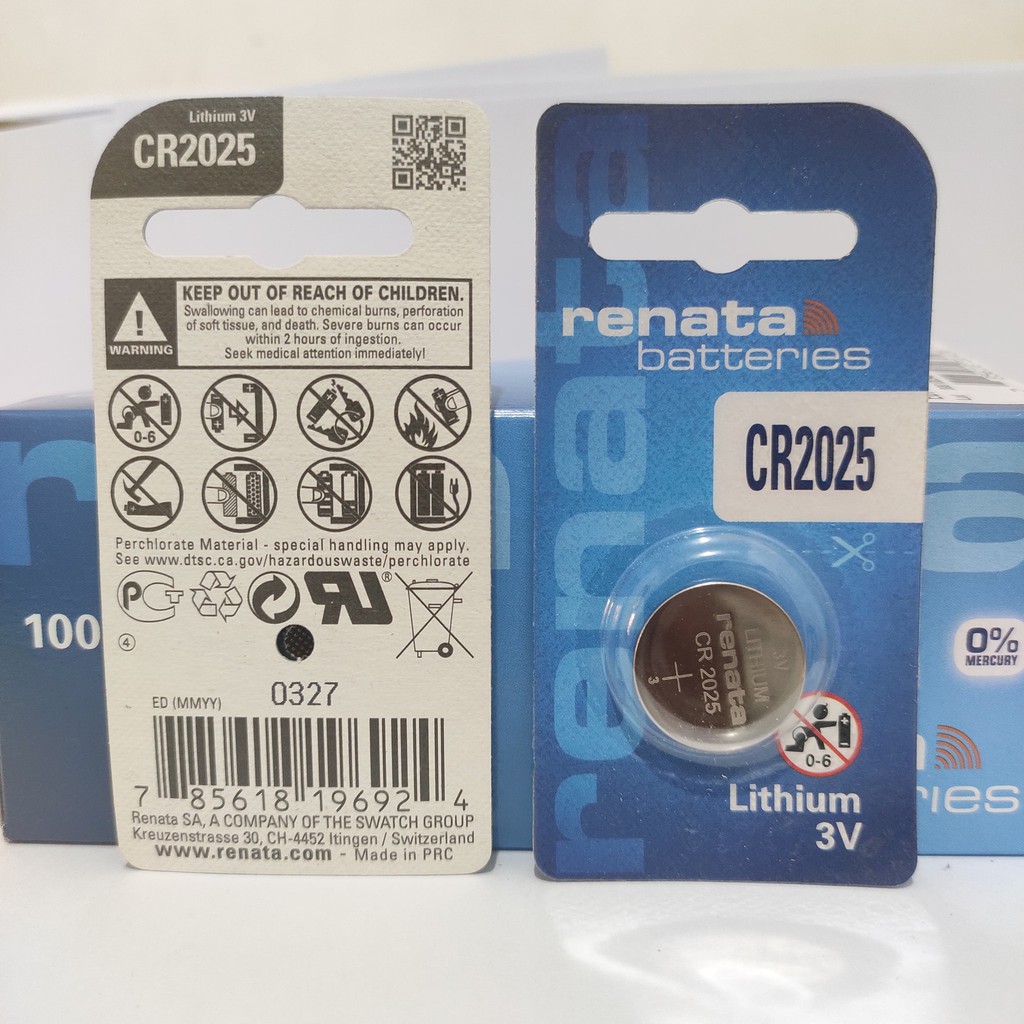 Lithium 3V
CR2025
KEEP OUT OF REACH OF CHILDREN.
Swallowing can lead to chemical burns, perforation
of soft tissue, and death. Severe burns can occur
within 2 hours of ingestion.
Seek medical attention immediately!
WARNING
0-6
Perchlorate Material - special handling may apply.
See www.dtsc.ca.gov/hazardouswaste/perchlorate
4
ED (MMYY) 0327
7 85618 19692 4
Renata SA, A COMPANY OF THE SWATCH GROUP
Kreuzenstrasse 30, CH-4452 Itingen / Switzerland
www.renata.com - Made in PRC
renata
renata
batteries
CR2025
3V
LITHIUM
renata
CR 2025
+
3
0-6
Lithium
3V
100
0%
MERCURY
ries